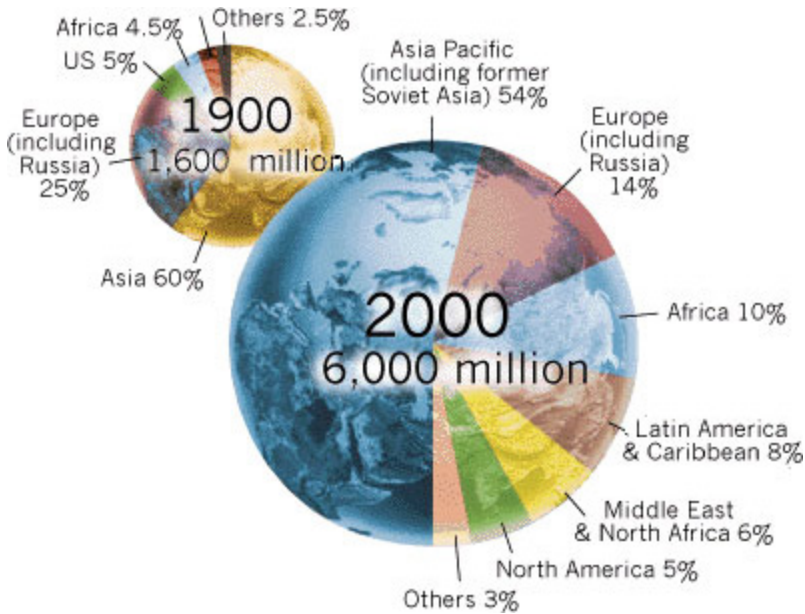 Africa 4.5%
Others 2.5%
US 5%
Europe
(including
Russia)
25%
1900
1,600 million
Asia 60%
Asia Pacific
(including former
Soviet Asia) 54%
Europe
(including
Russia)
14%
2000
6,000 million
Africa 10%
Latin America
& Caribbean 8%
Middle East
& North Africa 6%
North America 5%
Others 3%